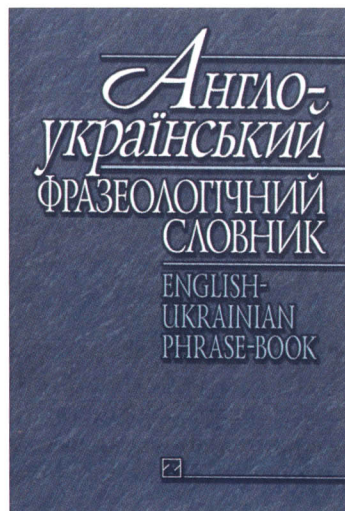 Англо-
український
ФРАЗЕОЛОГІЧНИЙ
СЛОВНИК
ENGLISH-
UKRAINIAN
PHRASE-BOOK